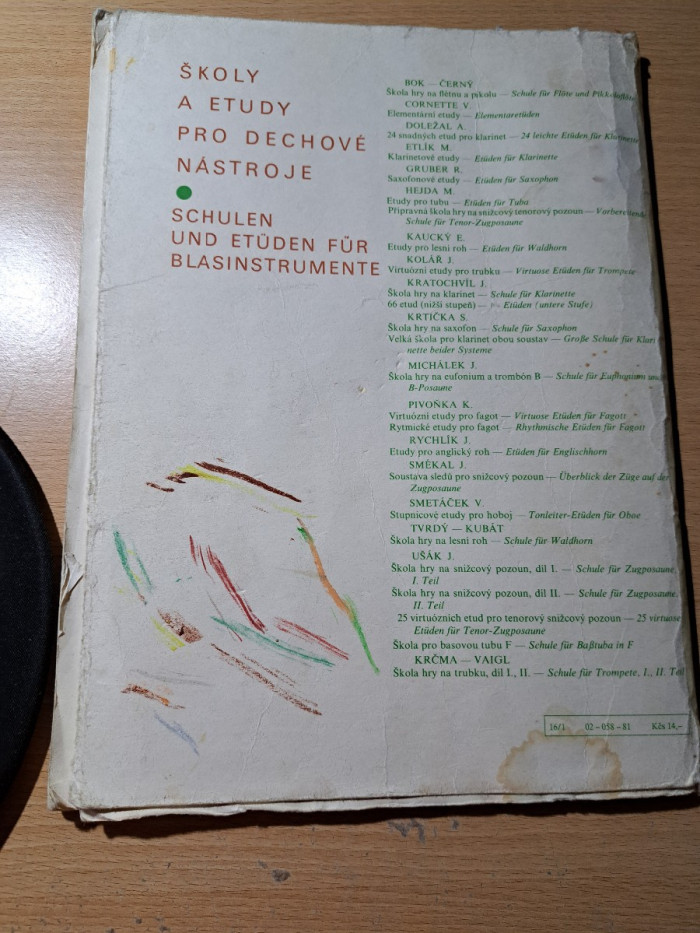 ŠKOLY
A ETUDY
PRO DECHOVÉ
NÁSTROJE
SCHULEN
UND ETÜDEN FÜR
BLASINSTRUMENTE
BOK — ČERNÝ
Škola hry na flétnu a pikolu — Schule für Flöte und Pikkoloflöte
CORNETTE V.
Elementární etudy — Elementaretüden
DOLEŽAL A.
24 snadných etud pro klarinet — 24 leichte Etüden für Klarinette
ETLÍK M.
Klarinetové etudy — Etüden für Klarinette
GRUBER R.
Saxofonové etudy — Etüden für Saxophon
HEJDA M.
Etudy pro tubu — Etüden für Tuba
Přípravná škola hry na snižcový tenorový pozoun — Vorbereitende
Schule für Tenor-Zugposaune
KAUCKÝ E.
Etudy pro lesní roh — Etüden für Waldhorn
KOLÁŘ J.
Virtuózní etudy pro trubku — Virtuose Etüden für Trompete
KRATOCHVÍL J.
Škola hry na klarinet — Schule für Klarinette
66 etud (nižší stupeň) — Etüden (untere Stufe)
KRTIČKA S.
Škola hry na saxofon — Schule für Saxophon
Velká škola pro klarinet obou soustav — Große Schule für Klari
nette beider Systeme
MICHÁLEK J.
Škola hry na eufonium a trombón B — Schule für Euphonium und
B-Posaune
PIVOŇKA K.
Virtuózní etudy pro fagot — Virtuose Etüden für Fagott
Rytmické etudy pro fagot — Rhythmische Etüden für Fagott
RYCHLÍK J.
Etudy pro anglický roh — Etüden für Englischhorn
SMÉKAL J.
Soustava sledů pro snižcový pozoun — Überblick der Züge auf der
Zugposaune
SMETÁČEK V.
Stupnicové etudy pro hoboj — Tonleiter-Etüden für Oboe
TVRDÝ — KUBÁT
Škola hry na lesní roh — Schule für Waldhorn
UŠÁK J.
Škola hry na snižcový pozoun, díl I. — Schule für Zugposaune,
I. Teil
Škola hry na snižcový pozoun, díl II. — Schule für Zugposaune,
II. Teil
25 virtuózních etud pro tenorový snižcový pozoun — 25 virtuose
Etüden für Tenor-Zugposaune
Škola pro basovou tubu F — Schule für Baßtuba in F
KRČMA — VAIGL
Škola hry na trubku, díl I., II. — Schule für Trompete, I., II. Teil
16/1 02-058-81 Kčs 14,-